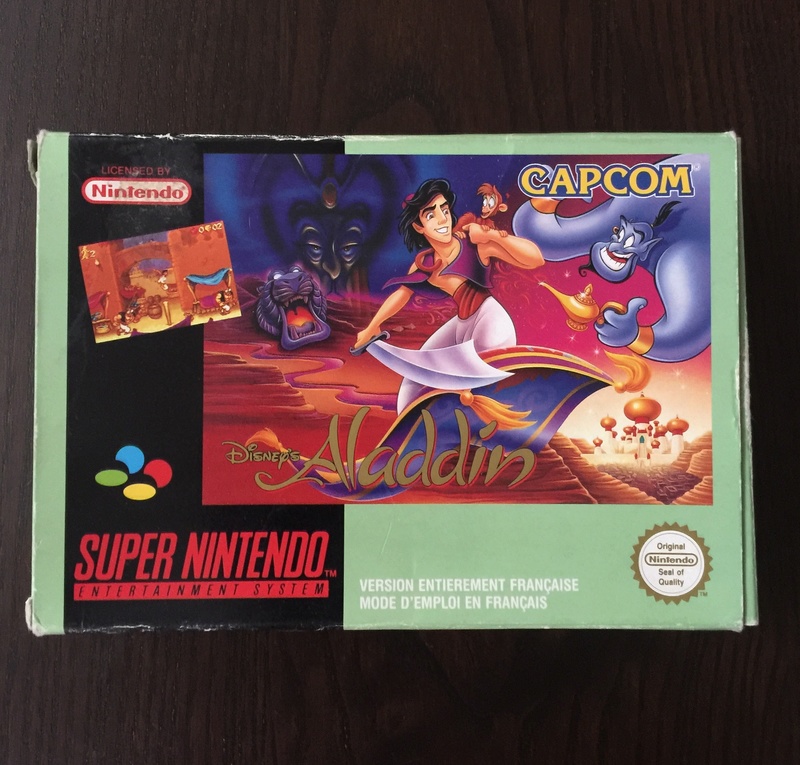 LICENSED BY
Nintendo®
CAPCOM®
DISNEY'S Aladdin
SUPER NINTENDO™
ENTERTAINMENT SYSTEM
VERSION ENTIEREMENT FRANÇAISE
MODE D'EMPLOI EN FRANÇAIS
Original
Nintendo
Seal of
Quality
TM